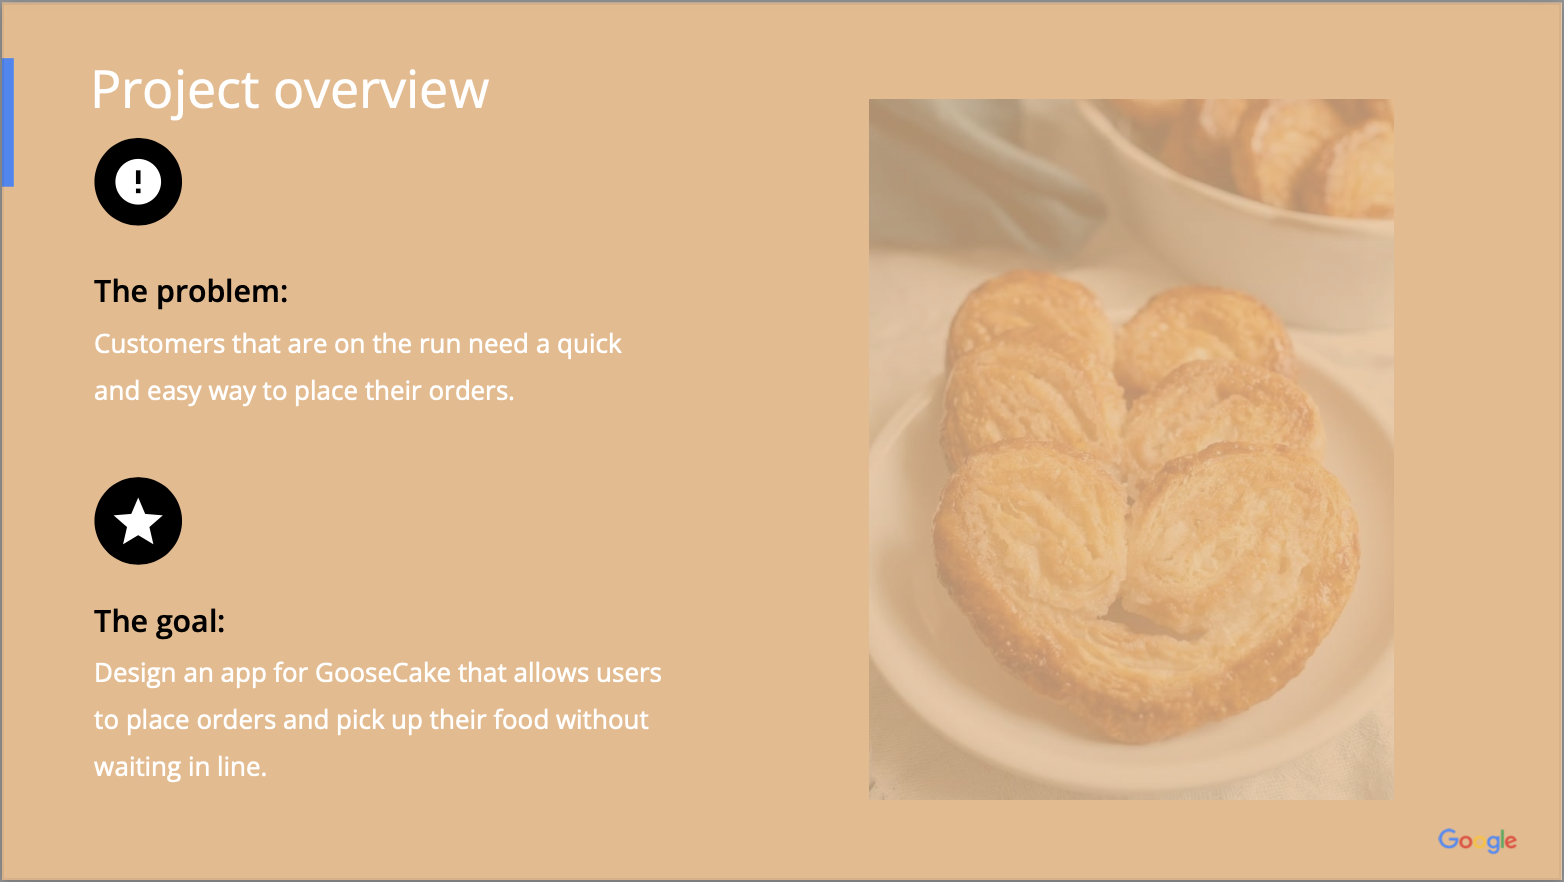 Project overview
!
The problem:
Customers that are on the run need a quick
and easy way to place their orders.
The goal:
Design an app for GooseCake that allows users
to place orders and pick up their food without
waiting in line.
Google